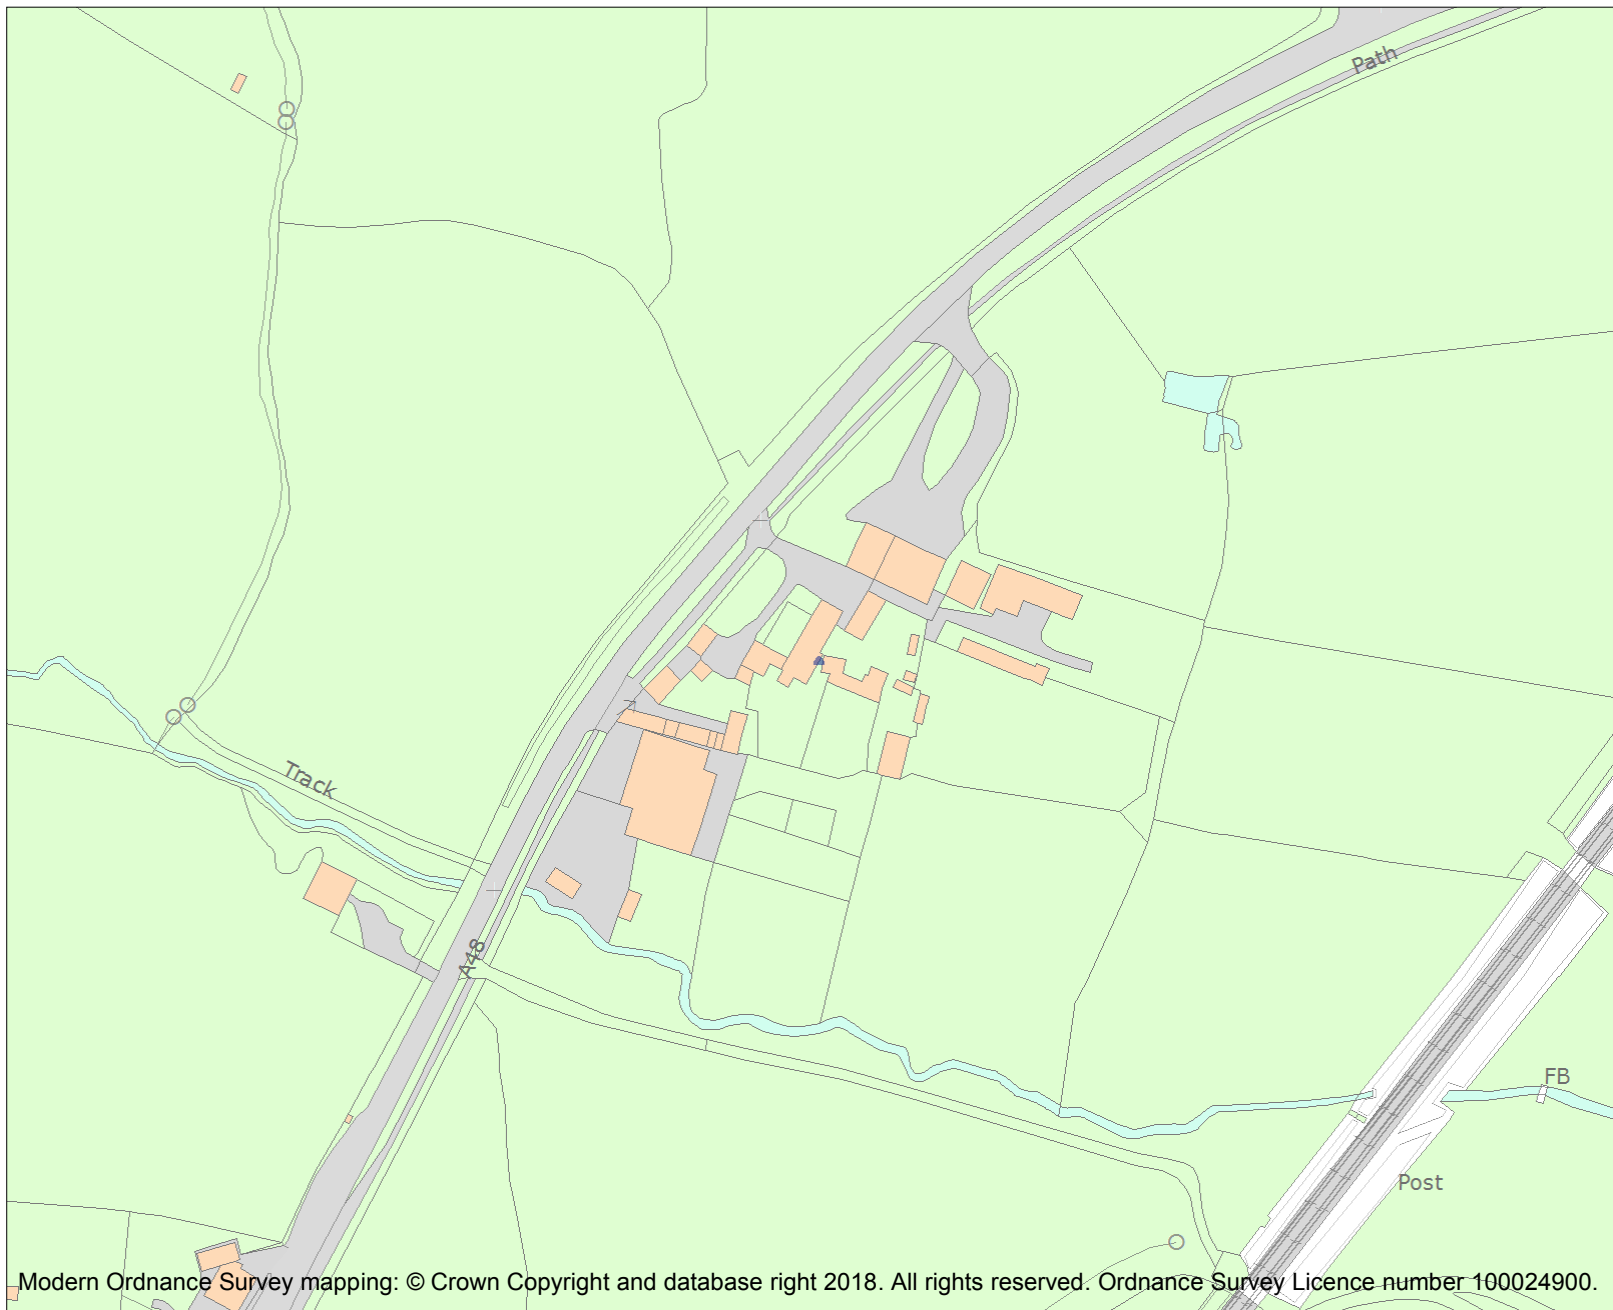 Path
Track
A48
FB
Post
Modern Ordnance Survey mapping: © Crown Copyright and database right 2018. All rights reserved. Ordnance Survey Licence number 100024900.